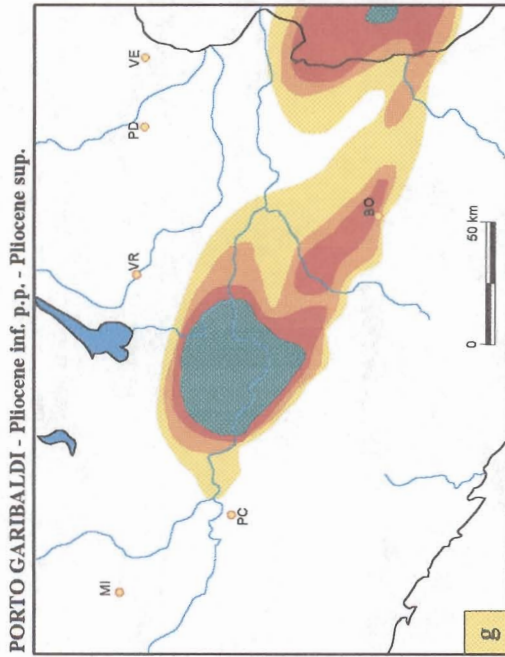 PORTO GARIBALDI - Pliocene inf. p.p. - Pliocene sup.
VE
PD
VR
MI
PC
BO
0 50 km
g